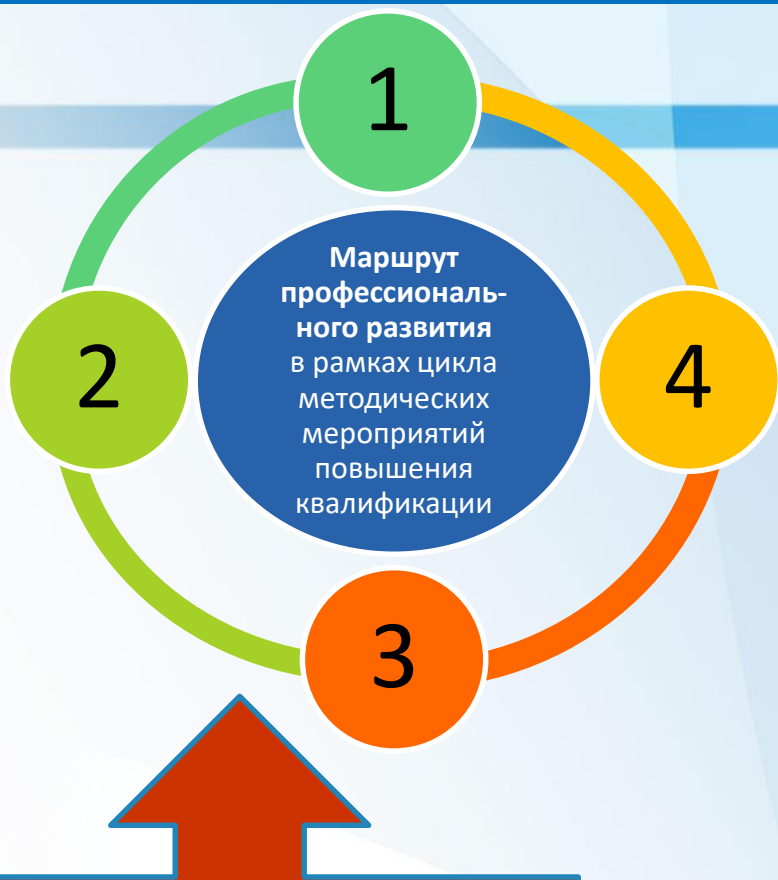 1
Маршрут
профессиональ-
ного развития
в рамках цикла
методических
мероприятий
повышения
квалификации
2
4
3